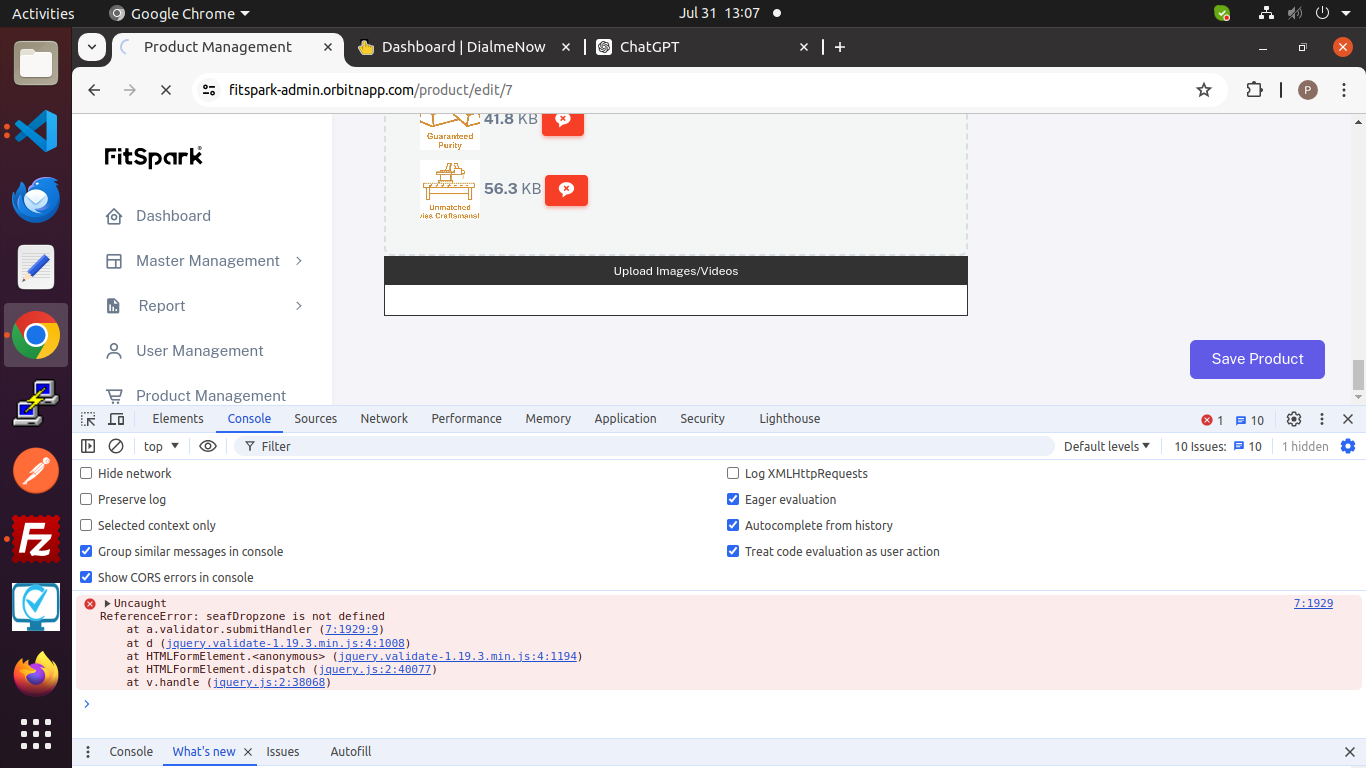 Activities
Google Chrome
Jul 31 13:07
Product Management
Dashboard | DialmeNow
ChatGPT
fitspark-admin.orbitnapp.com/product/edit/7
P
FitSpark
Dashboard
Master Management
Report
User Management
Product Management
Guaranteed
Purity
41.8 KB
Unmatched
56.3 KB
Upload Images/Videos
Save Product
Elements
Console
Sources
Network
Performance
Memory
Application
Security
Lighthouse
1
10
top
Filter
Default levels
10 Issues:
10
1 hidden
Hide network
Log XMLHttpRequests
Preserve log
Eager evaluation
Selected context only
Autocomplete from history
Group similar messages in console
Treat code evaluation as user action
Show CORS errors in console
Uncaught
7:1929
ReferenceError: seafDropzone is not defined
at a.validator.submitHandler (7:1929:9)
at d (jquery.validate-1.19.3.min.js:4:1008)
at HTMLFormElement.<anonymous> (jquery.validate-1.19.3.min.js:4:1194)
at HTMLFormElement.dispatch (jquery.js:2:40077)
at v.handle (jquery.js:2:38068)
Console
What's new
Issues
Autofill